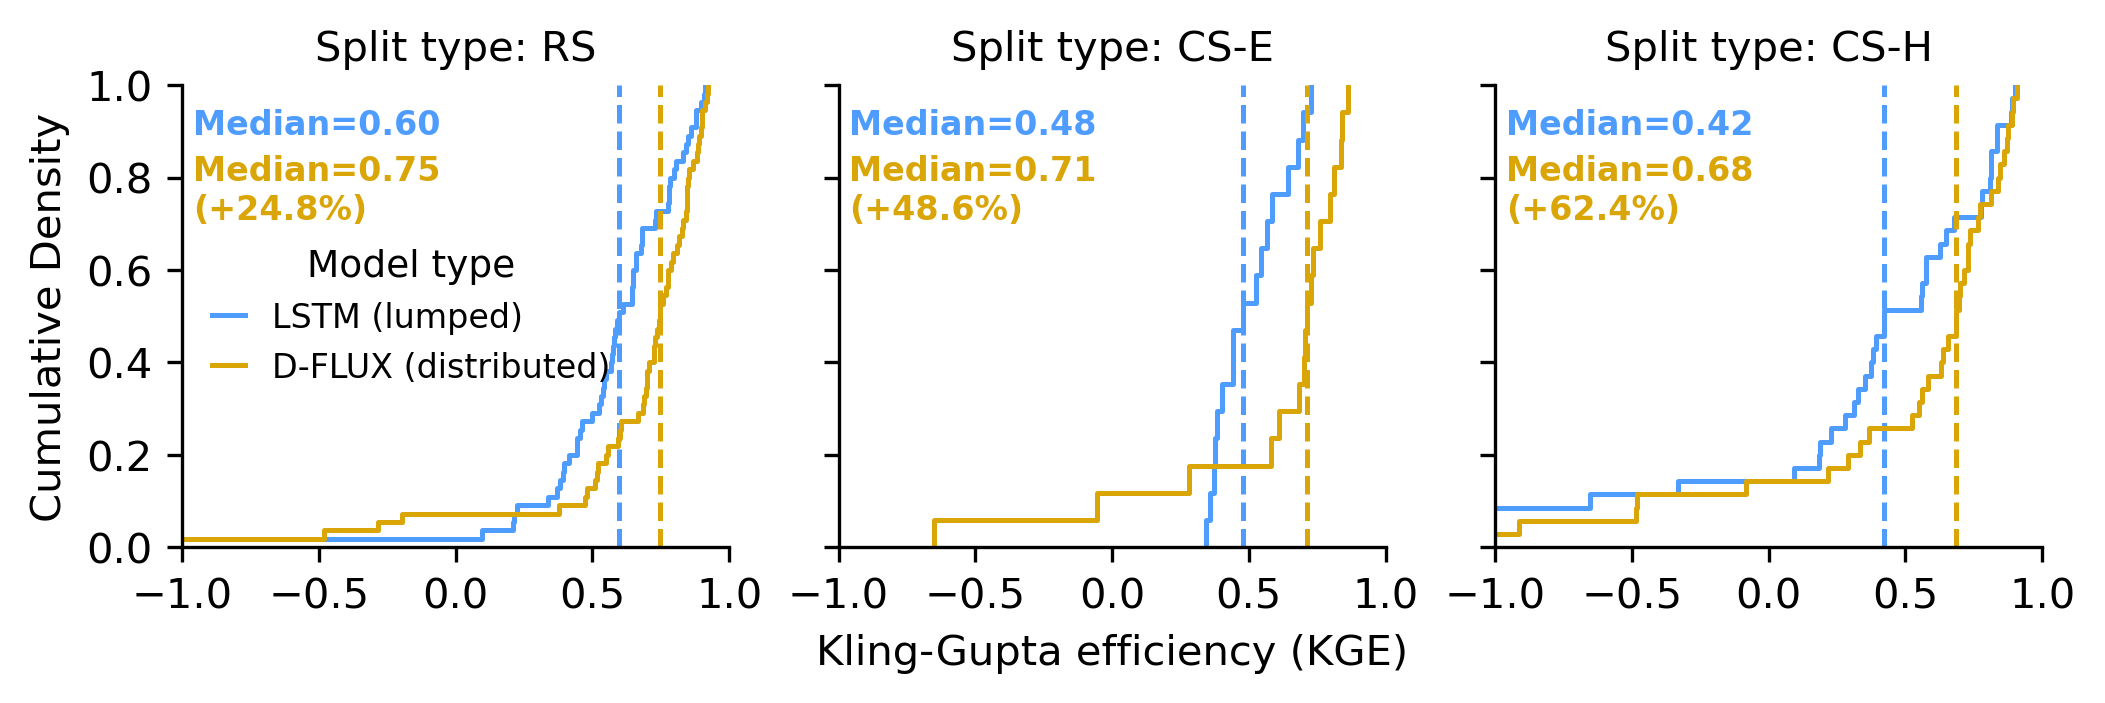 Split type: RS
Split type: CS-E
Split type: CS-H
Cumulative Density
1.0
0.8
0.6
0.4
0.2
0.0
Median=0.60
Median=0.75
(+24.8%)
Model type
LSTM (lumped)
D-FLUX (distributed)
−1.0
−0.5
0.0
0.5
1.0
Median=0.48
Median=0.71
(+48.6%)
−1.0
−0.5
0.0
0.5
1.0
Median=0.42
Median=0.68
(+62.4%)
−1.0
−0.5
0.0
0.5
1.0
Kling-Gupta efficiency (KGE)